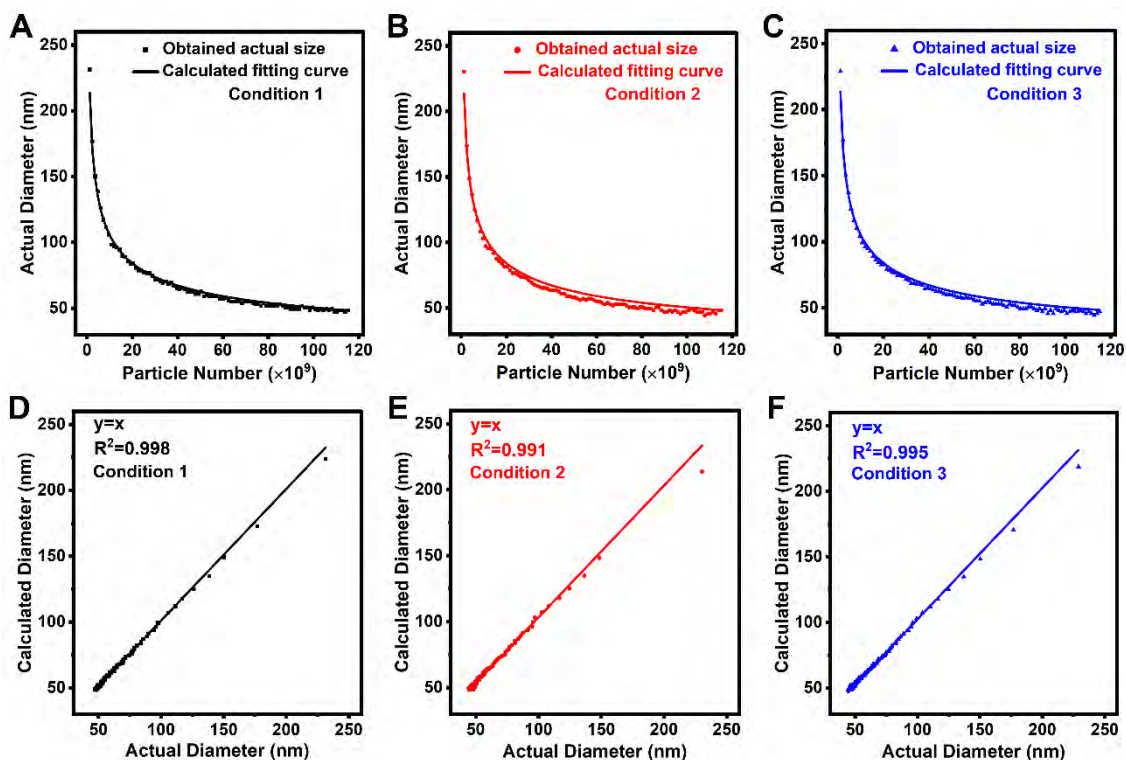 A
Obtained actual size
Calculated fitting curve
Condition 1
250
200
150
100
50
Actual Diameter (nm)
0 20 40 60 80 100 120
Particle Number (×10⁹)
B
Obtained actual size
Calculated fitting curve
Condition 2
250
200
150
100
50
Actual Diameter (nm)
0 20 40 60 80 100 120
Particle Number (×10⁹)
C
Obtained actual size
Calculated fitting curve
Condition 3
250
200
150
100
50
Actual Diameter (nm)
0 20 40 60 80 100 120
Particle Number (×10⁹)
D
y=x
R²=0.998
Condition 1
250
200
150
100
50
Calculated Diameter (nm)
50 100 150 200 250
Actual Diameter (nm)
E
y=x
R²=0.991
Condition 2
250
200
150
100
50
Calculated Diameter (nm)
50 100 150 200 250
Actual Diameter (nm)
F
y=x
R²=0.995
Condition 3
250
200
150
100
50
Calculated Diameter (nm)
50 100 150 200 250
Actual Diameter (nm)